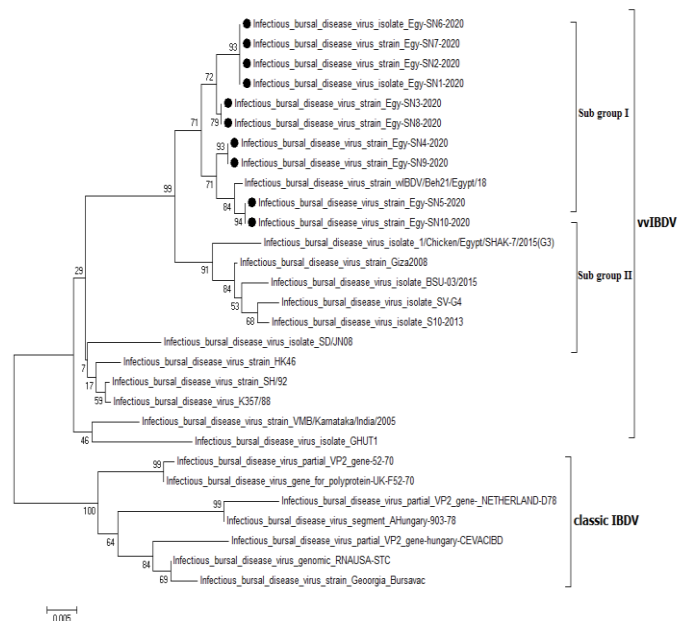 Infectious_bursal_disease_virus_isolate_Egy-SN6-2020
93
Infectious_bursal_disease_virus_strain_Egy-SN7-2020
Infectious_bursal_disease_virus_strain_Egy-SN2-2020
72
Infectious_bursal_disease_virus_isolate_Egy-SN1-2020
Infectious_bursal_disease_virus_strain_Egy-SN3-2020
Sub group I
71
79
Infectious_bursal_disease_virus_strain_Egy-SN8-2020
93
Infectious_bursal_disease_virus_strain_Egy-SN4-2020
Infectious_bursal_disease_virus_strain_Egy-SN9-2020
71
99
Infectious_bursal_disease_virus_strain_vvIBDV/Beh21/Egypt/18
84
Infectious_bursal_disease_virus_strain_Egy-SN5-2020
94
Infectious_bursal_disease_virus_strain_Egy-SN10-2020
vvIBDV
Infectious_bursal_disease_virus_isolate_1/Chicken/Egypt/SHAK-7/2015(G3)
91
Infectious_bursal_disease_virus_strain_Giza2008
29
84
Infectious_bursal_disease_virus_isolate_BSU-03/2015
Sub group II
53
Infectious_bursal_disease_virus_isolate_SV-G4
68
Infectious_bursal_disease_virus_isolate_S10-2013
Infectious_bursal_disease_virus_isolate_SD/JN08
7
Infectious_bursal_disease_virus_strain_HK46
17
Infectious_bursal_disease_virus_strain_SH/92
59
Infectious_bursal_disease_virus_K357/88
Infectious_bursal_disease_virus_strain_VMB/Karnataka/India/2005
46
Infectious_bursal_disease_virus_isolate_GHUT1
99
Infectious_bursal_disease_virus_partial_VP2_gene-52-70
Infectious_bursal_disease_virus_gene_for_polyprotein-UK-F52-70
100
99
Infectious_bursal_disease_virus_partial_VP2_gene-_NETHERLAND-D78
Infectious_bursal_disease_virus_segment_AHungary-903-78
classic IBDV
64
Infectious_bursal_disease_virus_partial_VP2_gene-hungary-CEVACIBD
84
Infectious_bursal_disease_virus_genomic_RNAUSA-STC
69
Infectious_bursal_disease_virus_strain_Geoorgia_Bursavac
0.005